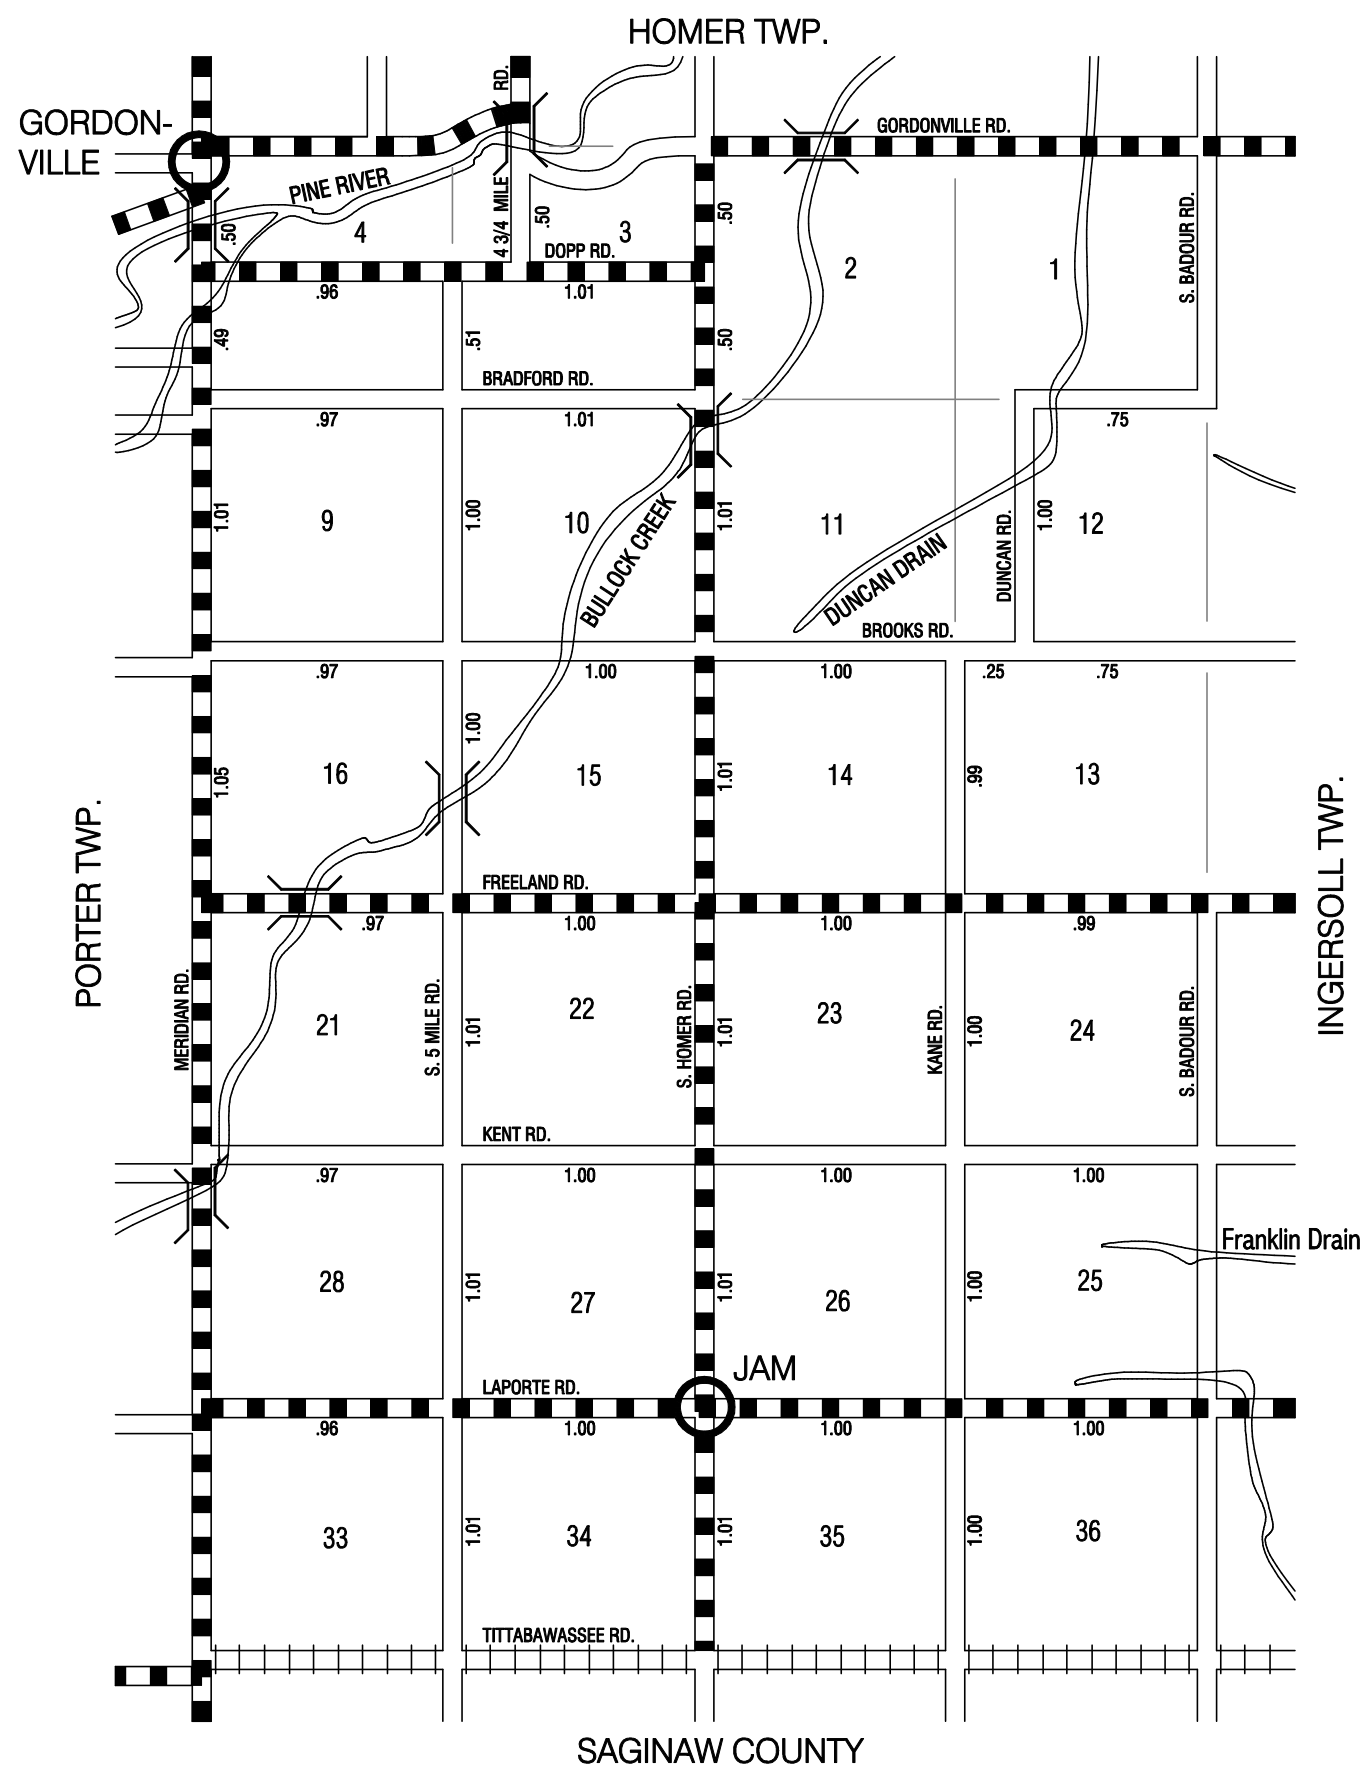 HOMER TWP.
GORDON-
VILLE
RD.
GORDONVILLE RD.
PINE RIVER
4 3/4 MILE
.50
4
.50
3
DOPP RD.
.50
2
1
S. BADOUR RD.
.96
1.01
.49
.51
.50
BRADFORD RD.
.97
1.01
.75
1.01
9
1.00
10
BULLOCK CREEK
1.01
11
DUNCAN DRAIN
DUNCAN RD.
1.00
12
BROOKS RD.
.97
1.00
1.00
.25
.75
1.05
16
1.00
15
1.01
14
.99
13
PORTER TWP.
INGERSOLL TWP.
FREELAND RD.
.97
1.00
1.00
.99
MERIDIAN RD.
21
S. 5 MILE RD.
1.01
22
S. HOMER RD.
1.01
23
KANE RD.
1.00
24
S. BADOUR RD.
KENT RD.
.97
1.00
1.00
1.00
Franklin Drain
28
1.01
27
1.01
26
1.00
25
JAM
LAPORTE RD.
.96
1.00
1.00
1.00
33
1.01
34
1.01
35
1.00
36
TITTABAWASSEE RD.
SAGINAW COUNTY